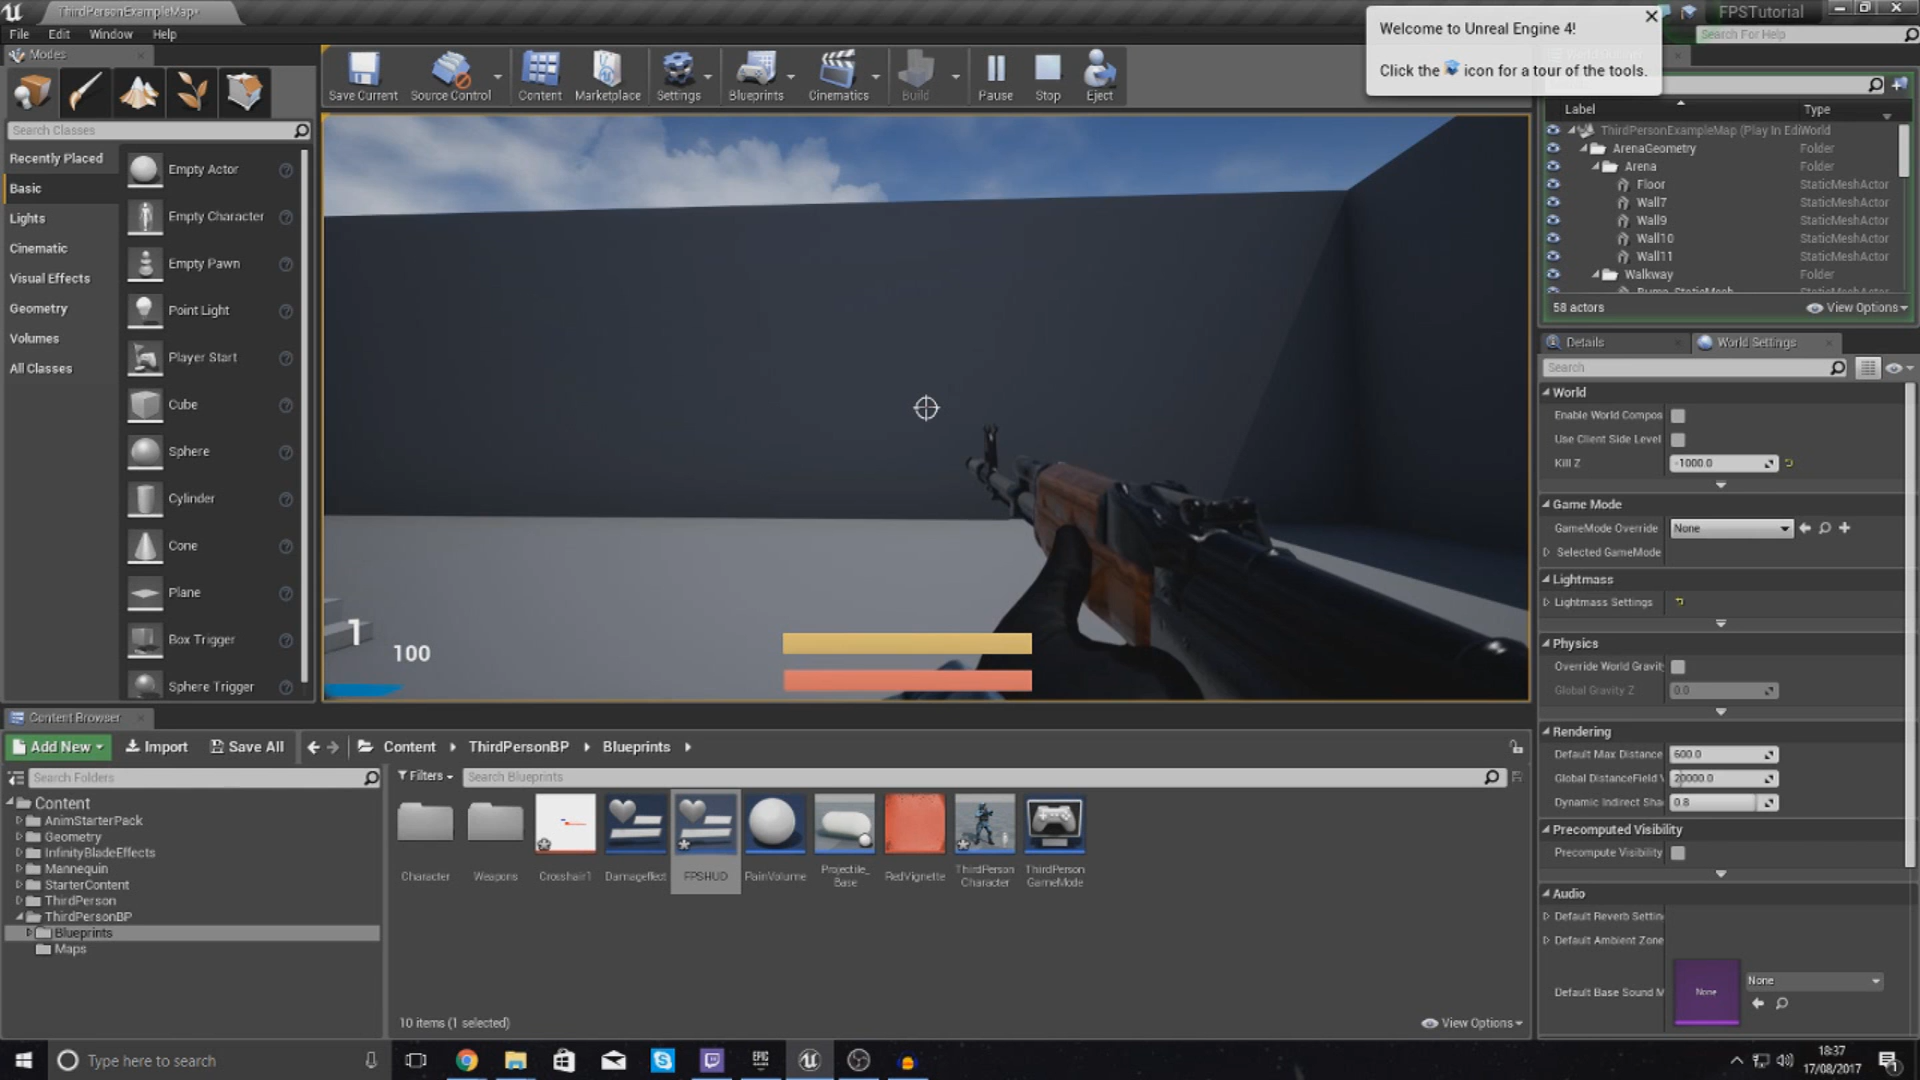 ThirdPersonExampleMap*
FPSTutorial
File Edit Window Help
Search For Help
Welcome to Unreal Engine 4!
Click the icon for a tour of the tools.
Modes
Save Current
Source Control
Content
Marketplace
Settings
Blueprints
Cinematics
Build
Pause
Stop
Eject
Search Classes
Recently Placed
Basic
Lights
Cinematic
Visual Effects
Geometry
Volumes
All Classes
Empty Actor
Empty Character
Empty Pawn
Point Light
Player Start
Cube
Sphere
Cylinder
Cone
Plane
Box Trigger
Sphere Trigger
1
100
Label Type
ThirdPersonExampleMap (Play In Edi World
ArenaGeometry Folder
Arena Folder
Floor StaticMeshActor
Wall7 StaticMeshActor
Wall9 StaticMeshActor
Wall10 StaticMeshActor
Wall11 StaticMeshActor
Walkway Folder
58 actors
View Options
Details
World Settings
Search
World
Enable World Compos
Use Client Side Level
Kill Z -1000.0
Game Mode
GameMode Override None
Selected GameMode
Lightmass
Lightmass Settings
Physics
Override World Gravit
Global Gravity Z 0.0
Rendering
Default Max Distance 600.0
Global DistanceField V 20000.0
Dynamic Indirect Sha 0.8
Precomputed Visibility
Precompute Visibility
Audio
Default Reverb Settin
Default Ambient Zone
Default Base Sound M None None
Content Browser
Add New Import Save All Content ThirdPersonBP Blueprints
Search Folders
Filters Search Blueprints
Content
AnimStarterPack
Geometry
InfinityBladeEffects
Mannequin
StarterContent
ThirdPerson
ThirdPersonBP
Blueprints
Maps
Character
Weapons
Crosshair1
Dameffect
FPSHUD
PainVolume
Projectile_
Base
RedVignette
ThirdPerson
Character
ThirdPerson
GameMode
10 items (1 selected)
View Options
Type here to search
EPIC
18:37
17/08/2017
1